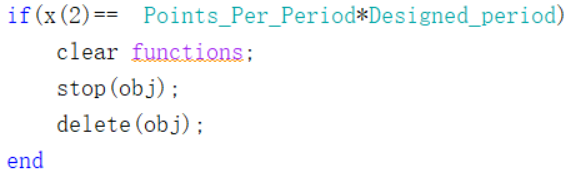 if(x(2)==  Points_Per_Period*Designed_period)
    clear functions;
    stop(obj);
    delete(obj);
end